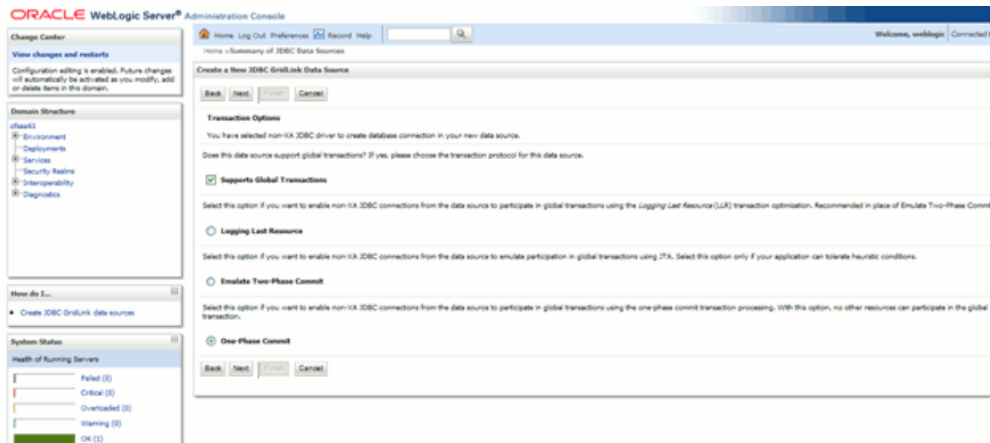 ORACLE WebLogic Server® Administration Console
Change Center
View changes and restarts
Configuration editing is enabled. Future changes
will automatically be activated as you modify, add
or delete items in this domain.
Domain Structure
Environment
Deployments
Services
Security Realms
Interoperability
Diagnostics
How do I...
Create JDBC GridLink data sources
System Status
Health of Running Servers
Failed (0)
Critical (0)
Overloaded (0)
Warning (0)
OK (1)
Home Log Out Preferences Record Help
Welcome, weblogic Connected
Home >Summary of JDBC Data Sources
Create a New JDBC GridLink Data Source
Back Next Finish Cancel
Transaction Options
You have selected non-XA JDBC driver to create database connection in your new data source.
Does this data source support global transactions? If yes, please choose the transaction protocol for this data source.
Supports Global Transactions
Select this option if you want to enable non-XA JDBC connections from the data source to participate in global transactions using the Logging Last Resource (LLR) transaction optimization. Recommended in place of Emulate Two-Phase Commit
Logging Last Resource
Select this option if you want to enable non-XA JDBC connections from the data source to emulate participation in global transactions using JTA. Select this option only if your application can tolerate heuristic conditions.
Emulate Two-Phase Commit
Select this option if you want to enable non-XA JDBC connections from the data source to participate in global transactions using the one-phase commit transaction processing. With this option, no other resources can participate in the global
transaction.
One-Phase Commit
Back Next Finish Cancel